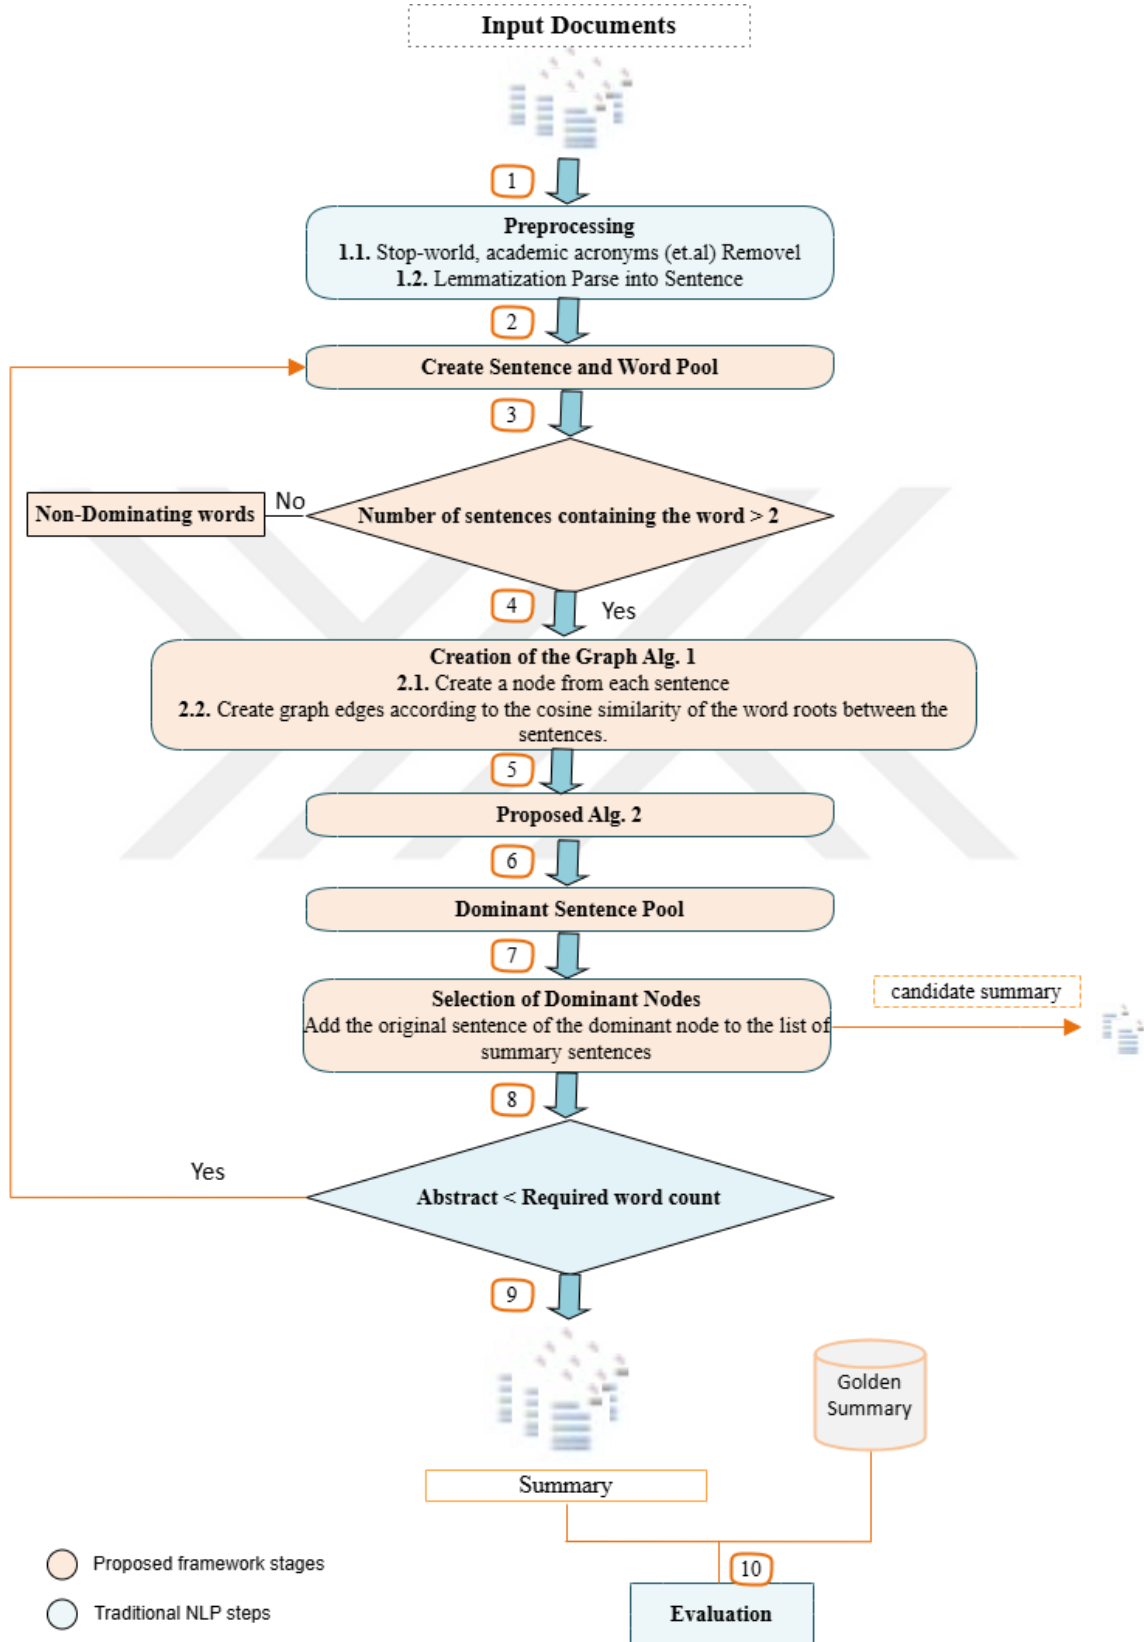 Input Documents
1
Preprocessing
1.1. Stop-world, academic acronyms (et.al) Removel
1.2. Lemmatization Parse into Sentence
2
Create Sentence and Word Pool
3
Number of sentences containing the word > 2
No
Non-Dominating words
4
Yes
Creation of the Graph Alg. 1
2.1. Create a node from each sentence
2.2. Create graph edges according to the cosine similarity of the word roots between the
sentences.
5
Proposed Alg. 2
6
Dominant Sentence Pool
7
Selection of Dominant Nodes
Add the original sentence of the dominant node to the list of
summary sentences
candidate summary
8
Yes
Abstract < Required word count
9
Golden
Summary
Summary
10
Evaluation
Proposed framework stages
Traditional NLP steps